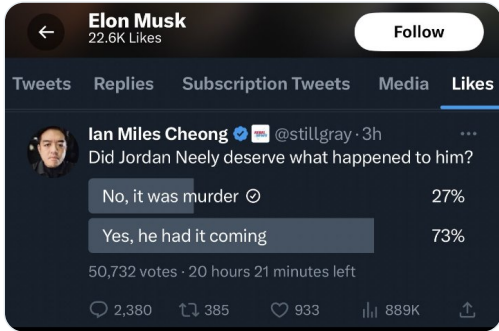 Elon Musk
22.6K Likes
Follow
Tweets Replies Subscription Tweets Media Likes
Ian Miles Cheong @stillgray · 3h
Did Jordan Neely deserve what happened to him?
No, it was murder 27%
Yes, he had it coming 73%
50,732 votes · 20 hours 21 minutes left
2,380 385 933 889K